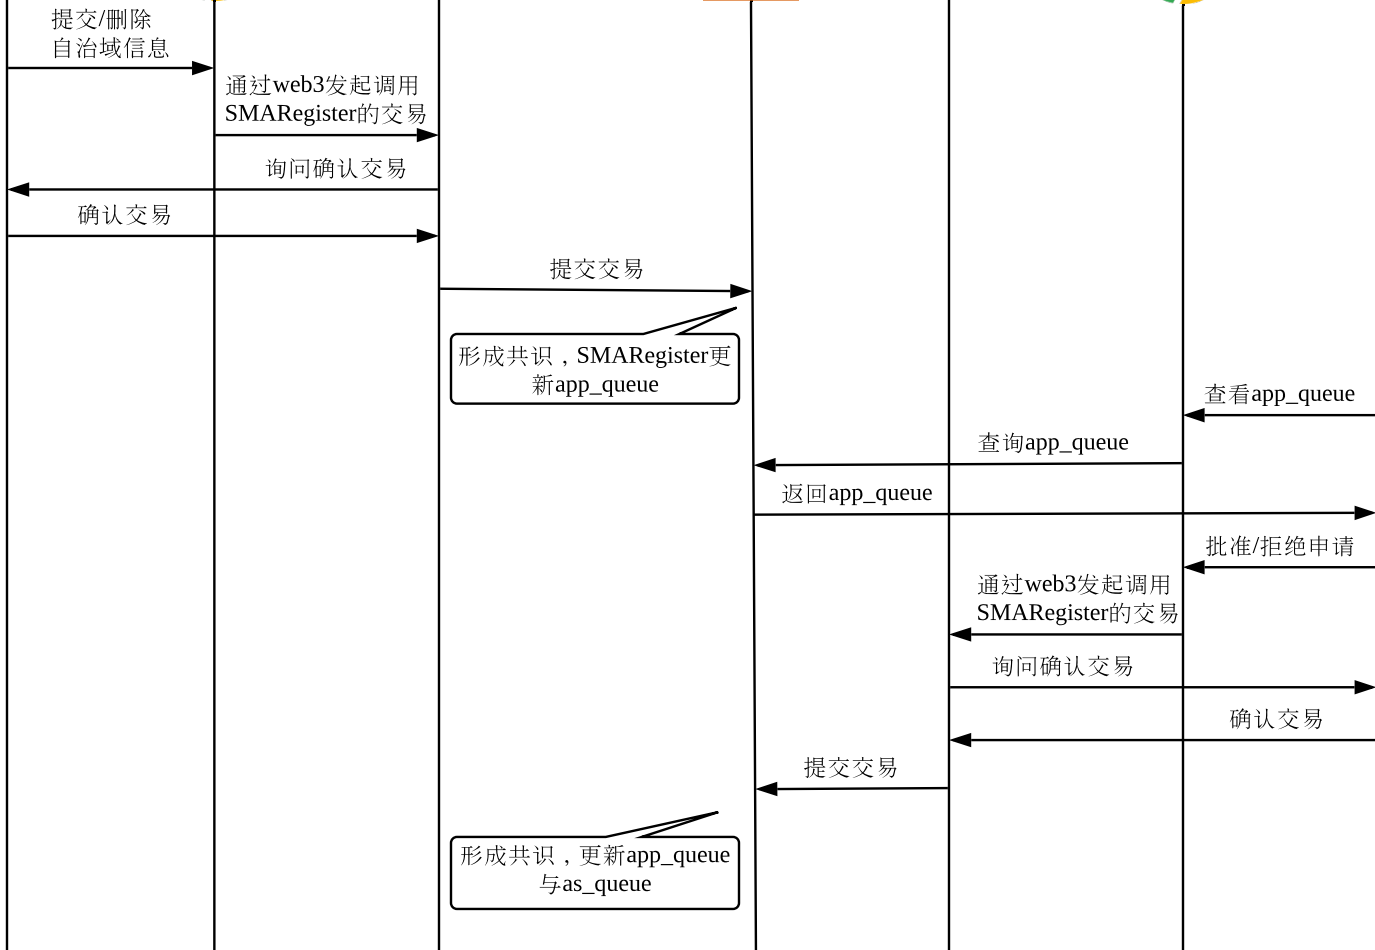 提交/删除
自治域信息
通过web3发起调用
SMARegister的交易
询问确认交易
确认交易
提交交易
形成共识，SMARegister更
新app_queue
查看app_queue
查询app_queue
返回app_queue
批准/拒绝申请
通过web3发起调用
SMARegister的交易
询问确认交易
确认交易
提交交易
形成共识，更新app_queue
与as_queue